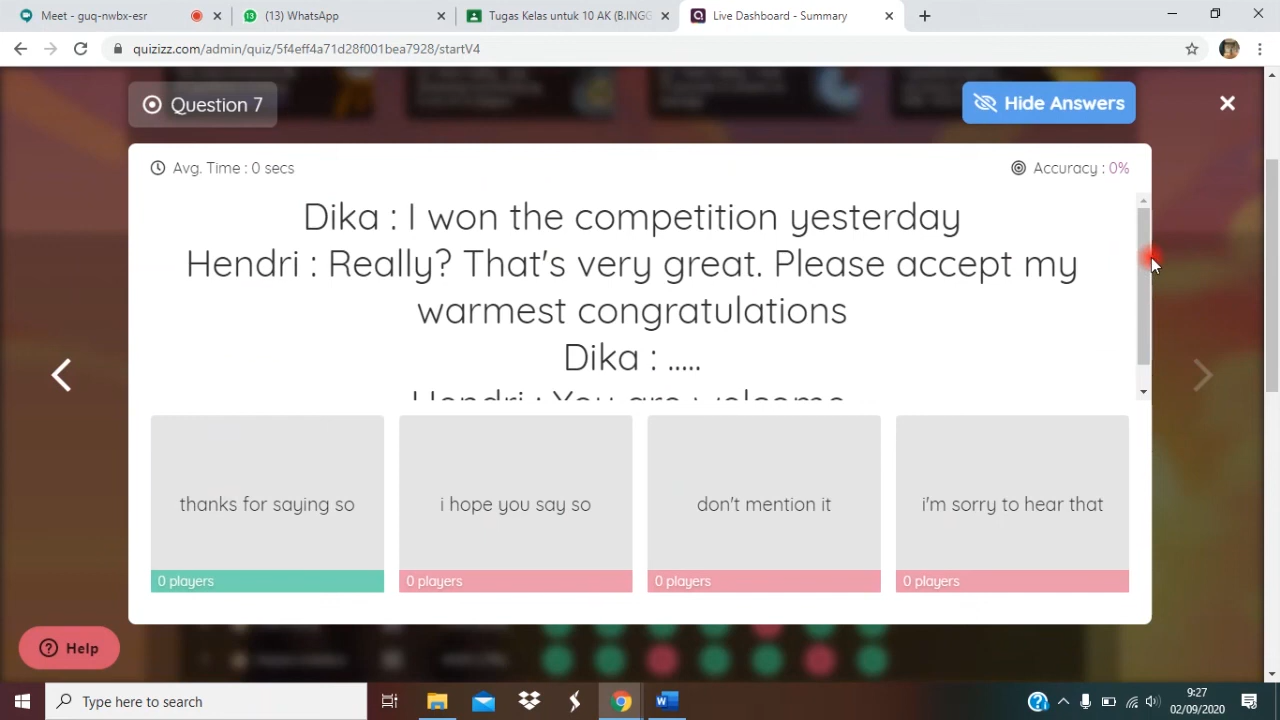 Meet - guq-nwbx-esr
(13) WhatsApp
Tugas Kelas untuk 10 AK (B.INGG
Live Dashboard - Summary
quizizz.com/admin/quiz/5f4eff4a71d28f001bea7928/startV4
Question 7
Hide Answers
Avg. Time : 0 secs
Accuracy : 0%
Dika : I won the competition yesterday
Hendri : Really? That's very great. Please accept my
warmest congratulations
Dika : .....
Hendri : You are welcome
thanks for saying so
i hope you say so
don't mention it
i'm sorry to hear that
0 players
0 players
0 players
0 players
Help
Type here to search
9:27
02/09/2020